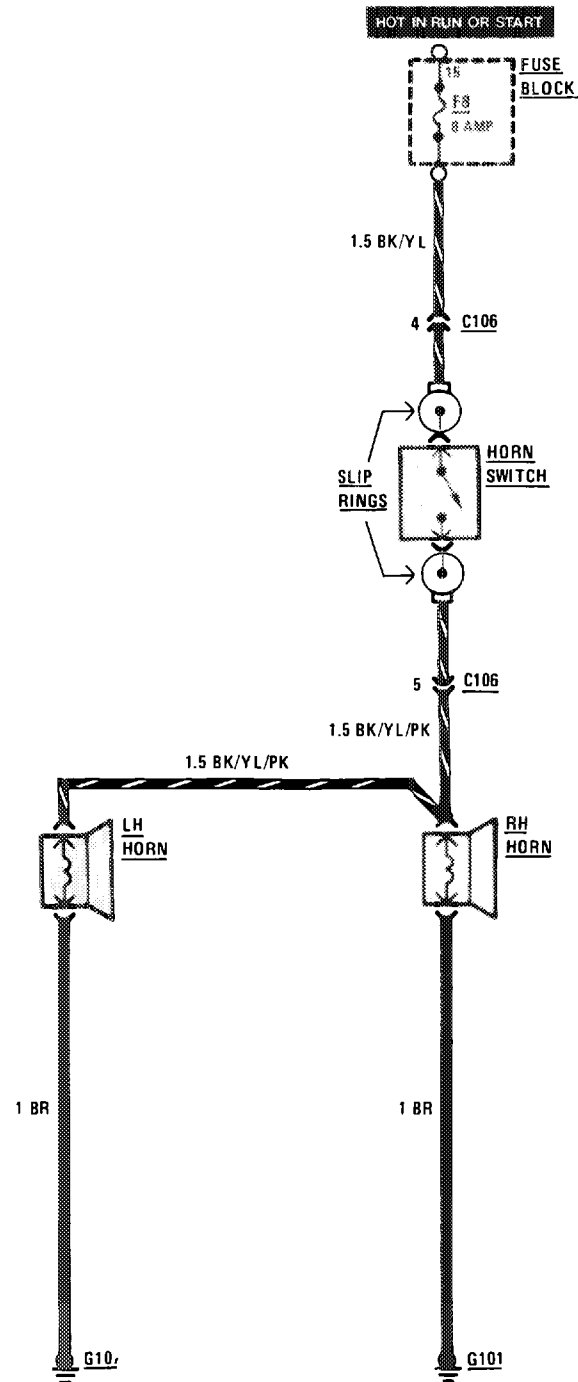 HOT IN RUN OR START
15
F8
8 AMP
FUSE
BLOCK
1.5 BK/YL
4
C106
SLIP
RINGS
HORN
SWITCH
5
C106
1.5 BK/YL/PK
1.5 BK/YL/PK
LH
HORN
RH
HORN
1 BR
1 BR
G101